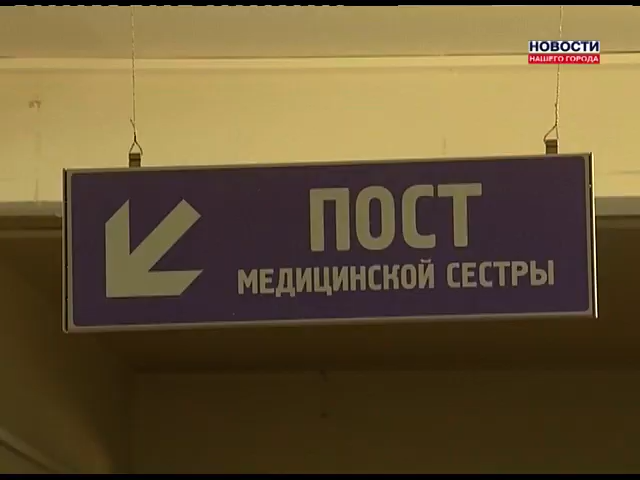 НОВОСТИ
НАШЕГО ГОРОДА
ПОСТ
МЕДИЦИНСКОЙ СЕСТРЫ